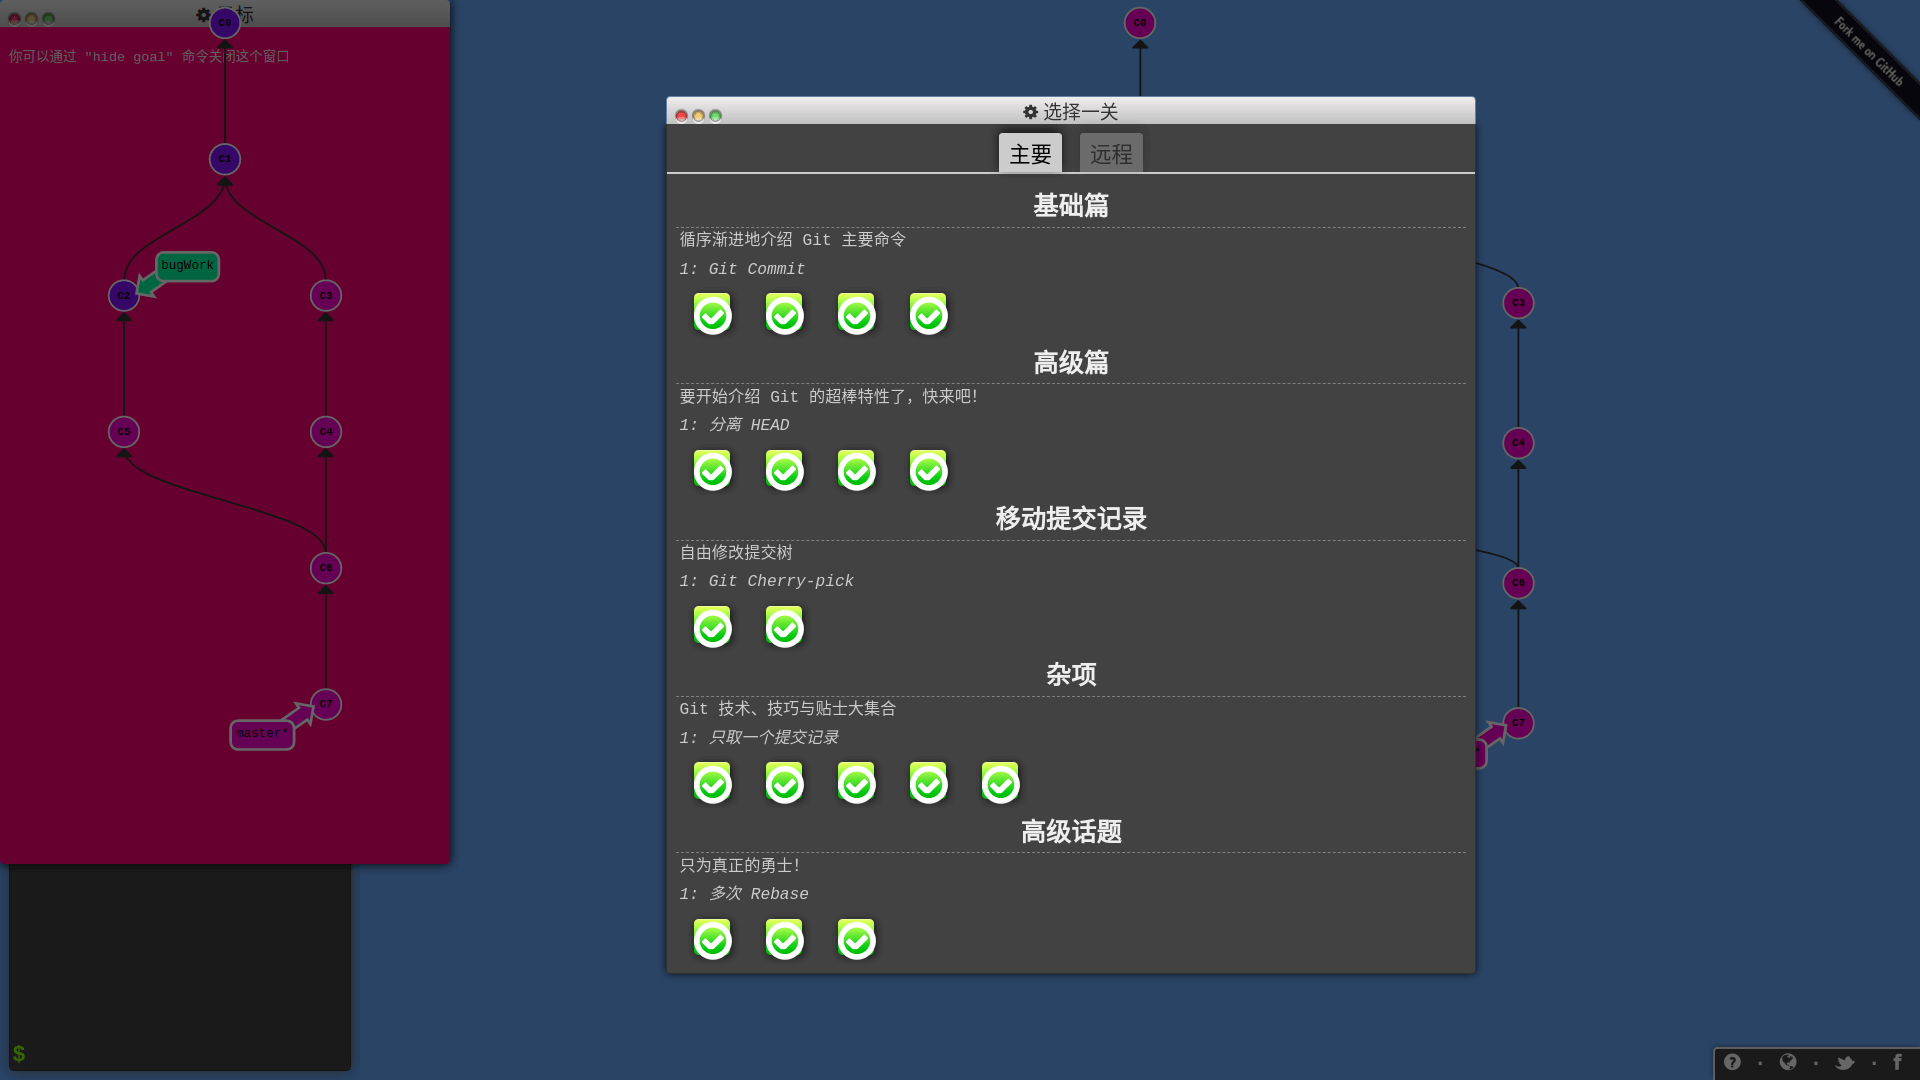 目标
你可以通过 "hide goal" 命令关闭这个窗口
C0
C1
bugWork
C2
C3
C5
C4
C6
C7
master*
$
选择一关
主要
远程
基础篇
循序渐进地介绍 Git 主要命令
1: Git Commit
高级篇
要开始介绍 Git 的超棒特性了，快来吧！
1: 分离 HEAD
移动提交记录
自由修改提交树
1: Git Cherry-pick
杂项
Git 技术、技巧与贴士大集合
1: 只取一个提交记录
高级话题
只为真正的勇士！
1: 多次 Rebase
C0
C3
C4
C6
C7
Fork me on GitHub